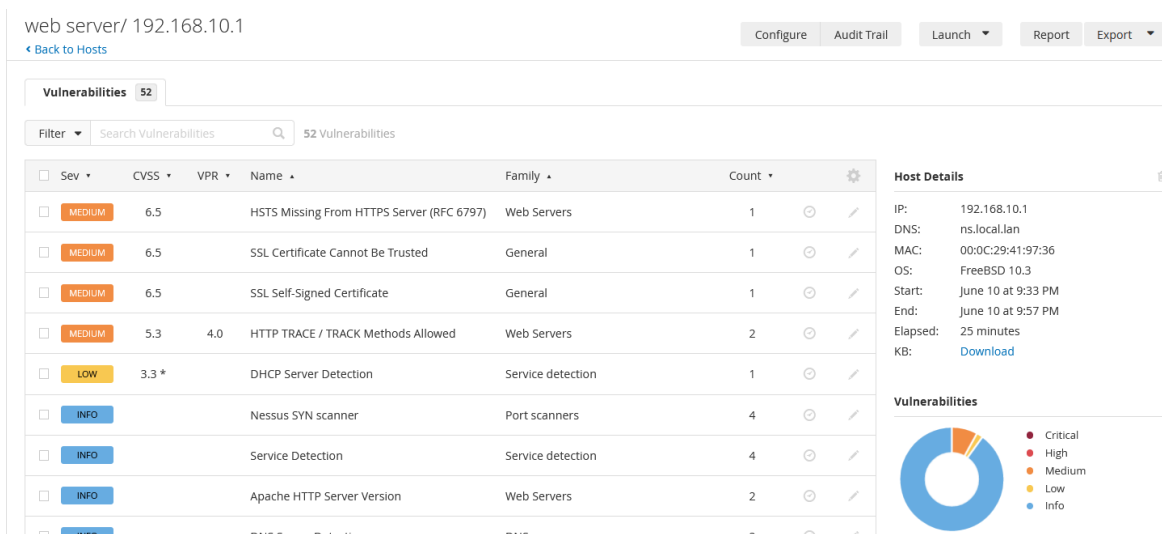 web server/ 192.168.10.1
Back to Hosts
Configure Audit Trail Launch Report Export
Vulnerabilities 52
Filter Search Vulnerabilities 52 Vulnerabilities
Sev CVSS VPR Name Family Count
MEDIUM 6.5 HSTS Missing From HTTPS Server (RFC 6797) Web Servers 1
MEDIUM 6.5 SSL Certificate Cannot Be Trusted General 1
MEDIUM 6.5 SSL Self-Signed Certificate General 1
MEDIUM 5.3 4.0 HTTP TRACE / TRACK Methods Allowed Web Servers 2
LOW 3.3 * DHCP Server Detection Service detection 1
INFO Nessus SYN scanner Port scanners 4
INFO Service Detection Service detection 4
INFO Apache HTTP Server Version Web Servers 2
Host Details
IP: 192.168.10.1
DNS: ns.local.lan
MAC: 00:0C:29:41:97:36
OS: FreeBSD 10.3
Start: June 10 at 9:33 PM
End: June 10 at 9:57 PM
Elapsed: 25 minutes
KB: Download
Vulnerabilities
Critical
High
Medium
Low
Info